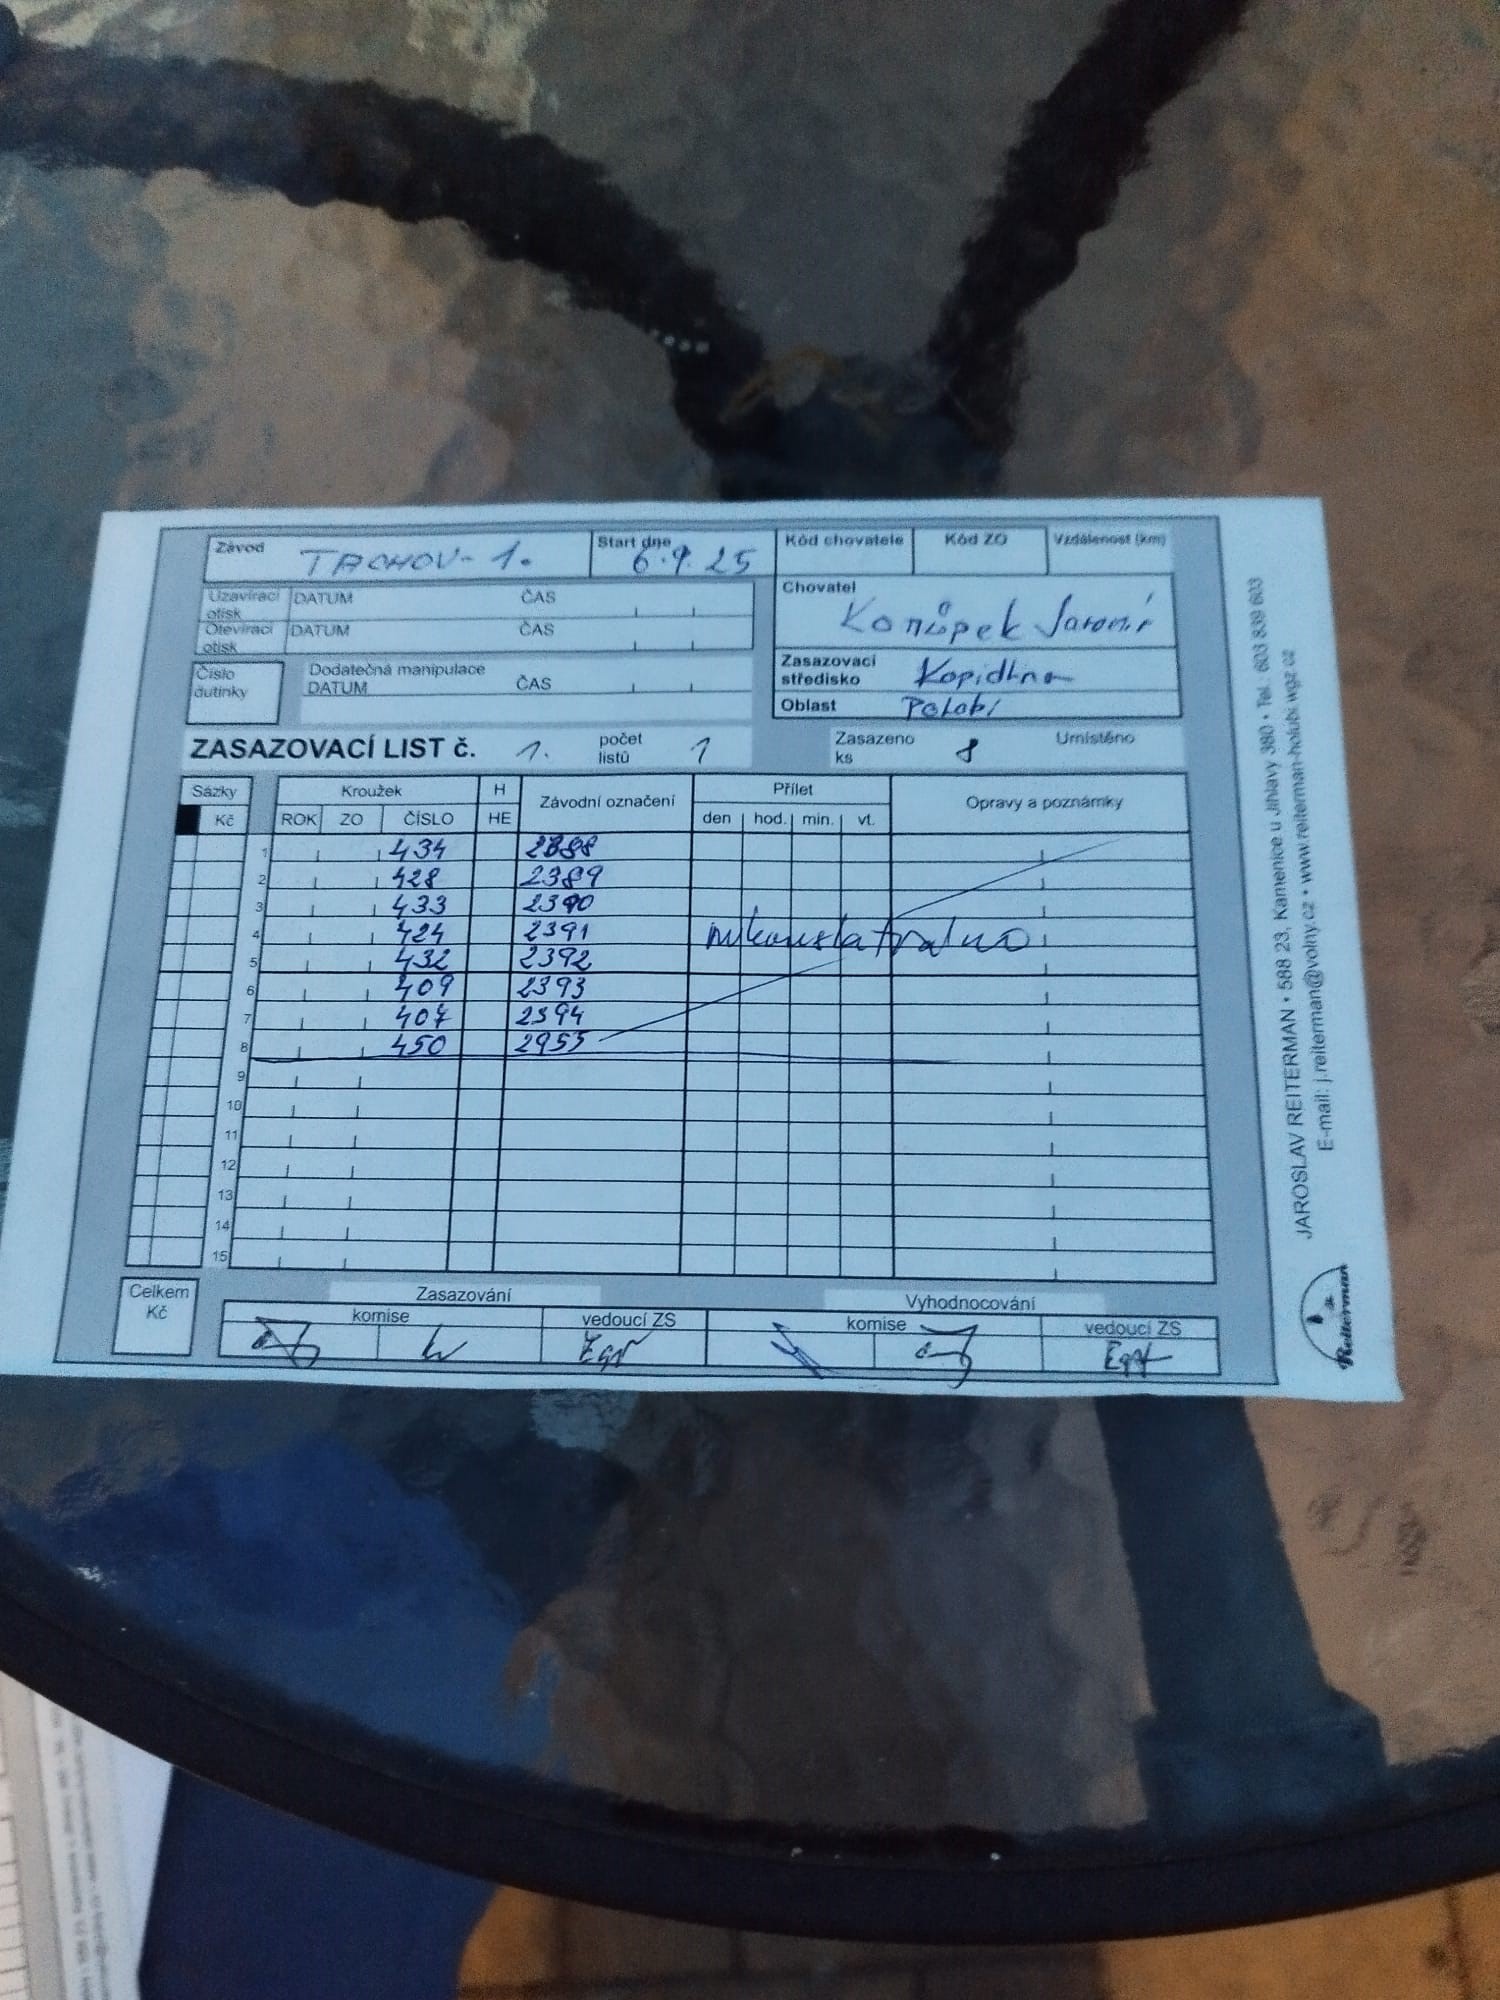 Závod TACHOV- 1. Start dne 6.9.25 Kód chovatele Kód ZO Vzdálenost (km)
Uzavírací otisk DATUM ČAS
Otevírací otisk DATUM ČAS
Chovatel Konůpek Jaromír
Číslo dutinky Dodatečná manipulace
DATUM ČAS
Zasazovací středisko Kopidlno
Oblast Polabí
ZASAZOVACÍ LIST č. 1. počet listů 1 Zasazeno ks 8 Umístěno
Sázky Kroužek H Závodní označení Přílet Opravy a poznámky
Kč ROK ZO ČÍSLO HE den hod. min. vt.
1 434 2388
2 428 2389
3 433 2390
4 424 2391
5 432 2392
6 409 2393
7 407 2394
8 450 2955
9
10
11
12
13
14
15
Celkem Kč
Zasazování Vyhodnocování
komise vedoucí ZS komise vedoucí ZS
JAROSLAV REITERMAN • 588 23, Kamenice u Jihlavy 380 • Tel.: 603 839 603
E-mail: j.reiterman@volny.cz • www.reiterman-holubi.wgz.cz
Reiterman